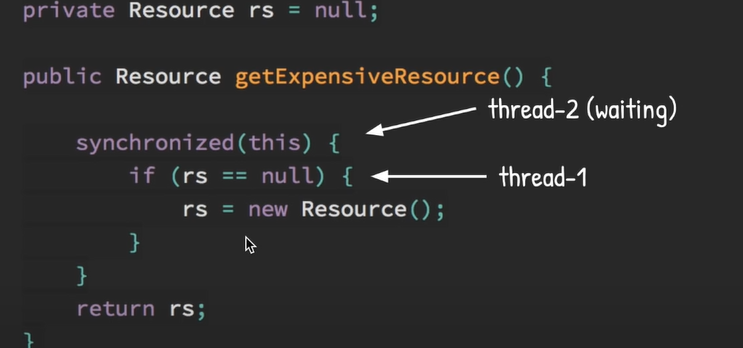 private Resource rs = null;
public Resource getExpensiveResource() {
thread-2 (waiting)
synchronized(this) {
if (rs == null) {
thread-1
rs = new Resource();
}
}
return rs;
}